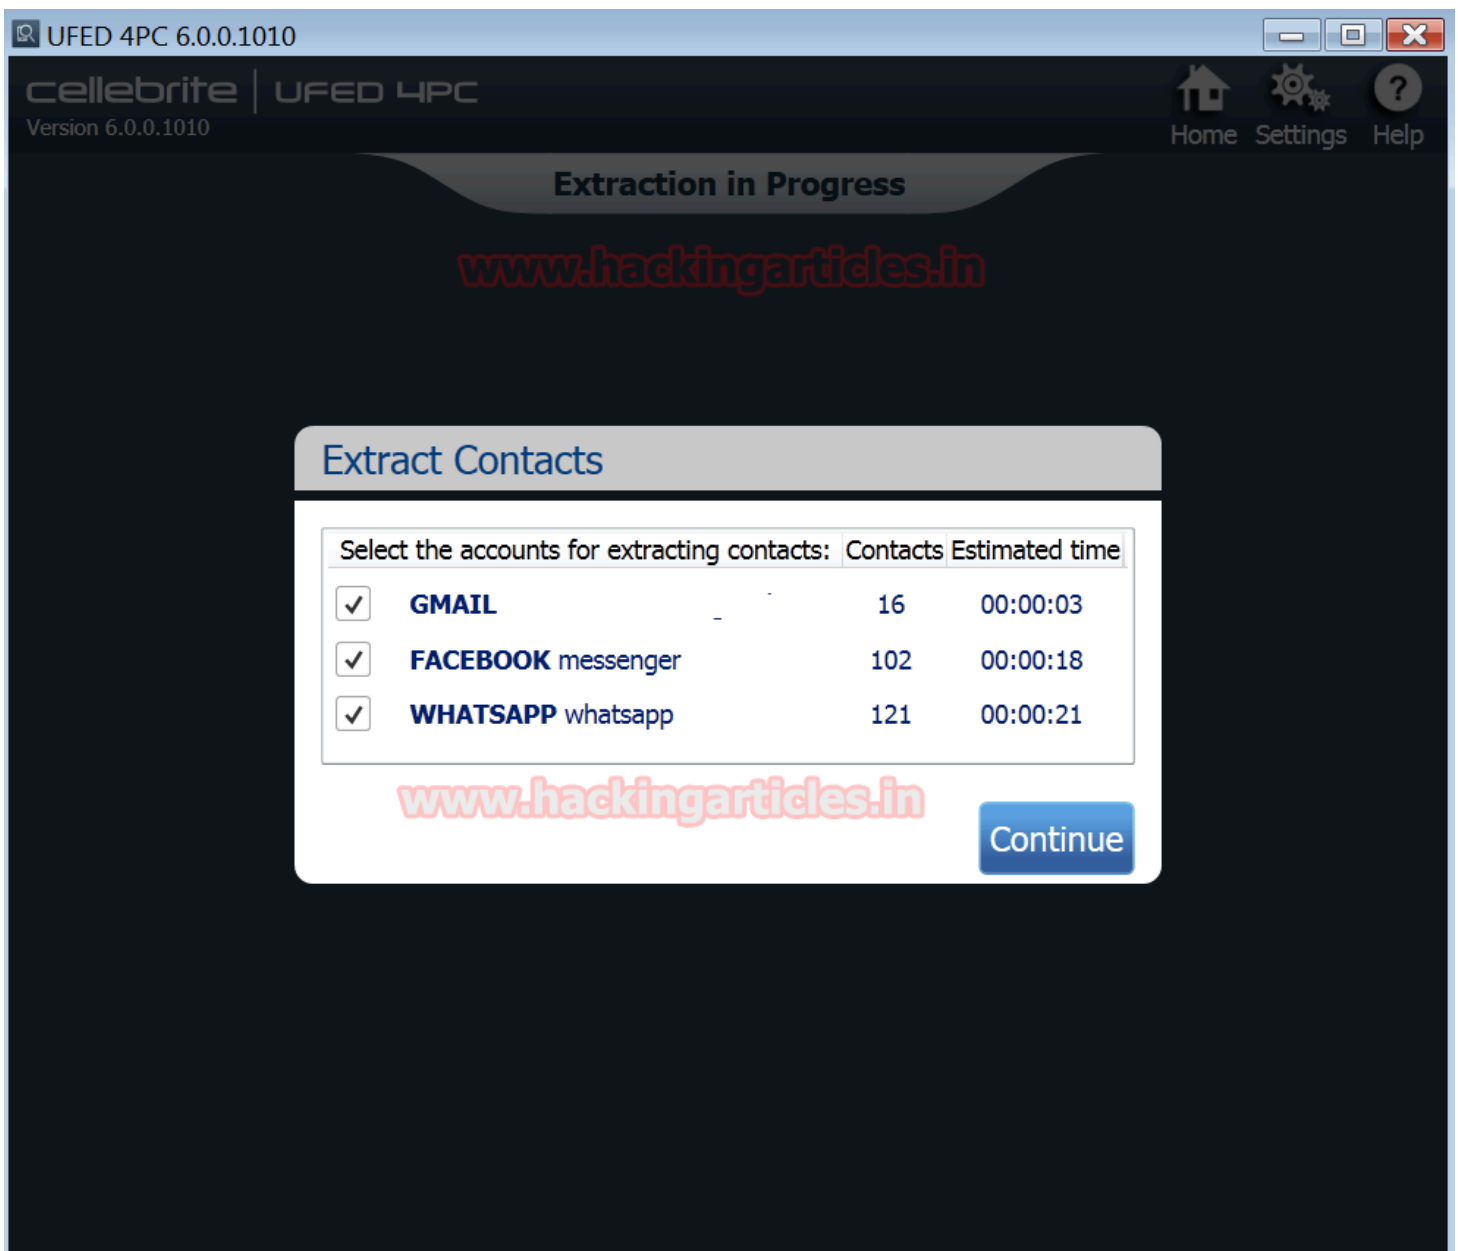 UFED 4PC 6.0.0.1010
cellebrite | UFED 4PC
Version 6.0.0.1010
Home Settings Help
Extraction in Progress
www.hackingarticles.in
Extract Contacts
Select the accounts for extracting contacts: Contacts Estimated time
GMAIL 16 00:00:03
FACEBOOK messenger 102 00:00:18
WHATSAPP whatsapp 121 00:00:21
www.hackingarticles.in
Continue